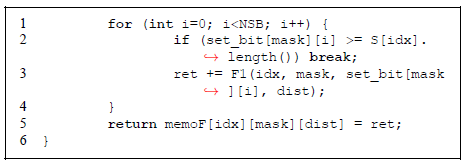 1 for (int i=0; i<NSB; i++) {
2 if (set_bit[mask][i] >= S[idx].
↪ length()) break;
3 ret += F1(idx, mask, set_bit[mask
↪ ][i], dist);
4 }
5 return memoF[idx][mask][dist] = ret;
6 }